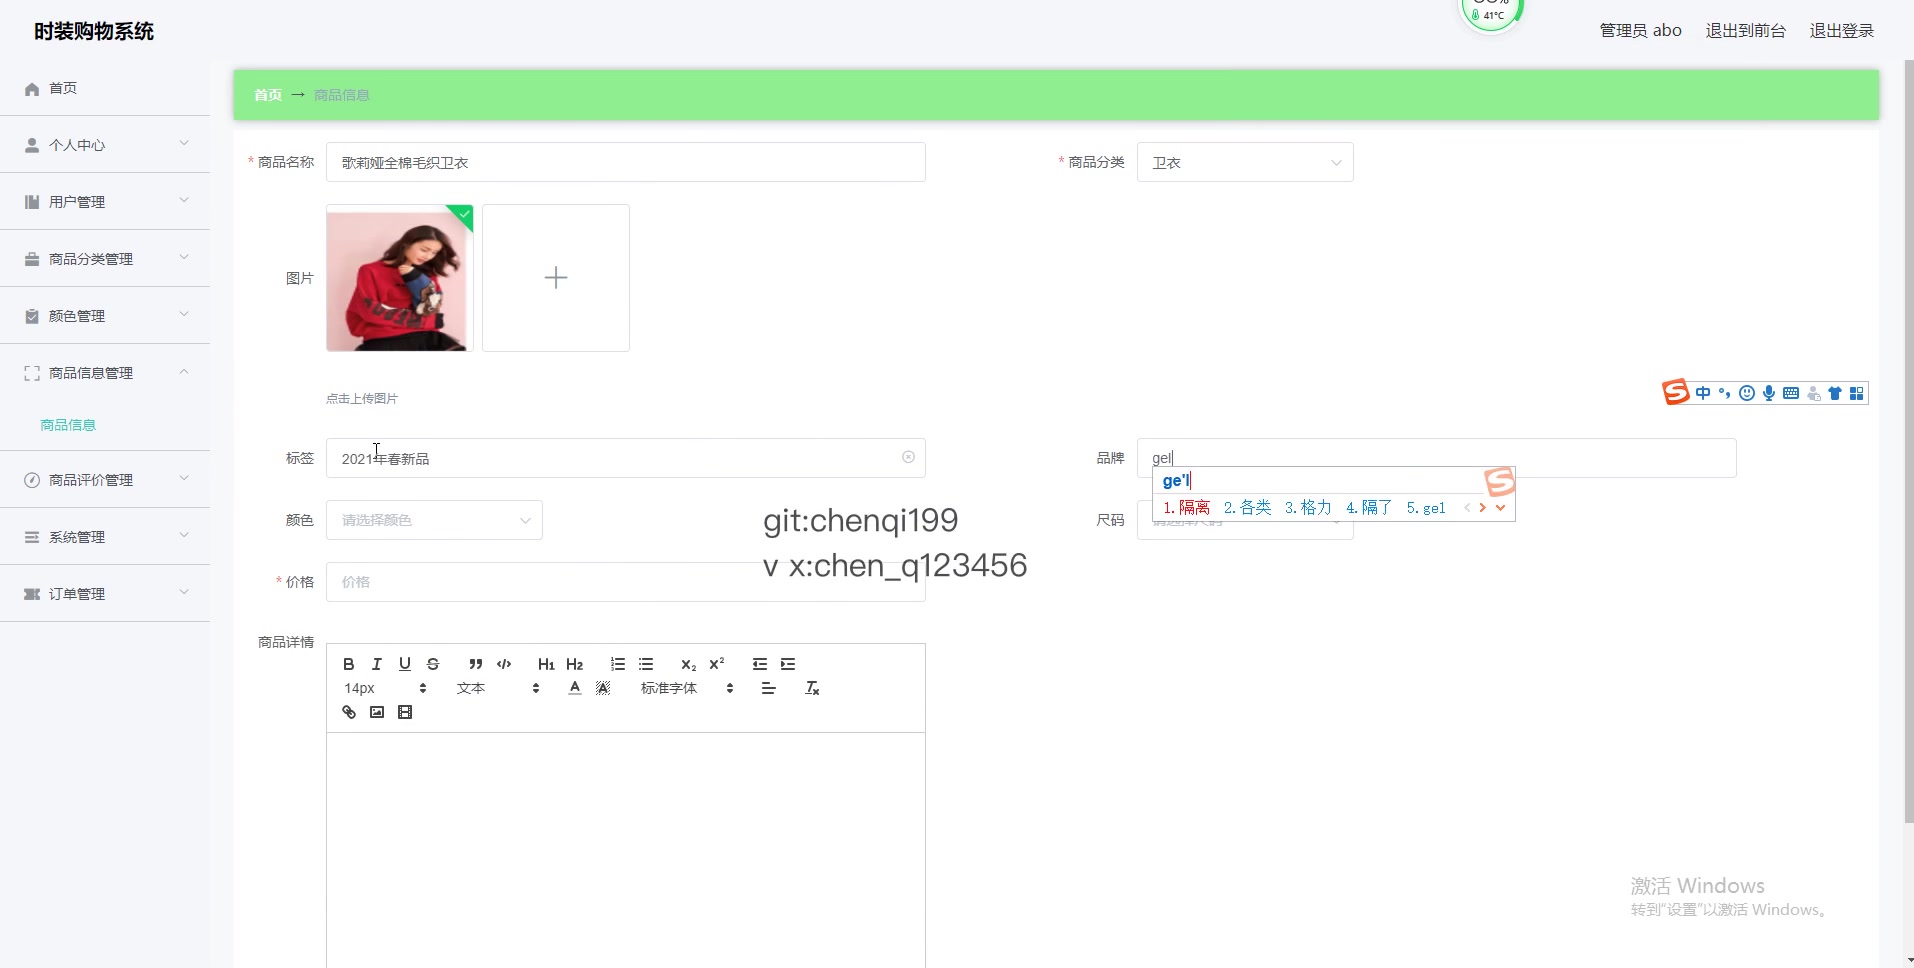 时装购物系统
41°C
管理员 abo
退出到前台
退出登录
首页
个人中心
用户管理
商品分类管理
颜色管理
商品信息管理
商品信息
商品评价管理
系统管理
订单管理
首页 → 商品信息
* 商品名称
歌莉娅全棉毛织卫衣
* 商品分类
卫衣
图片
点击上传图片
中
标签
2021年春新品
品牌
gel
ge'l
1.隔离 2.各类 3.格力 4.隔了 5.gel
颜色
请选择颜色
尺码
git:chenqi199
v x:chen_q123456
* 价格
价格
商品详情
B I U S H1 H2 x2 x2
14px
文本
标准字体
激活 Windows
转到"设置"以激活 Windows。